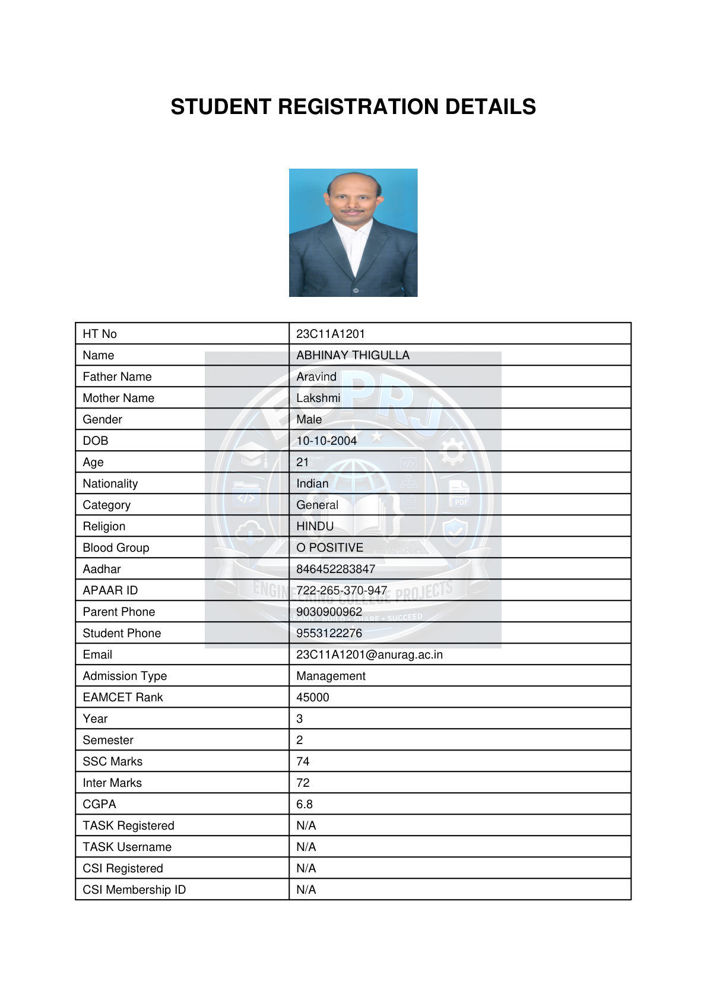 STUDENT REGISTRATION DETAILS
HT No 23C11A1201
Name ABHINAY THIGULLA
Father Name Aravind
Mother Name Lakshmi
Gender Male
DOB 10-10-2004
Age 21
Nationality Indian
Category General
Religion HINDU
Blood Group O POSITIVE
Aadhar 846452283847
APAAR ID 722-265-370-947
Parent Phone 9030900962
Student Phone 9553122276
Email 23C11A1201@anurag.ac.in
Admission Type Management
EAMCET Rank 45000
Year 3
Semester 2
SSC Marks 74
Inter Marks 72
CGPA 6.8
TASK Registered N/A
TASK Username N/A
CSI Registered N/A
CSI Membership ID N/A
ECPRJ
PDF
ENGINEERING COLLEGE PROJECTS
LEARN • BUILD • SHARE • SUCCEED